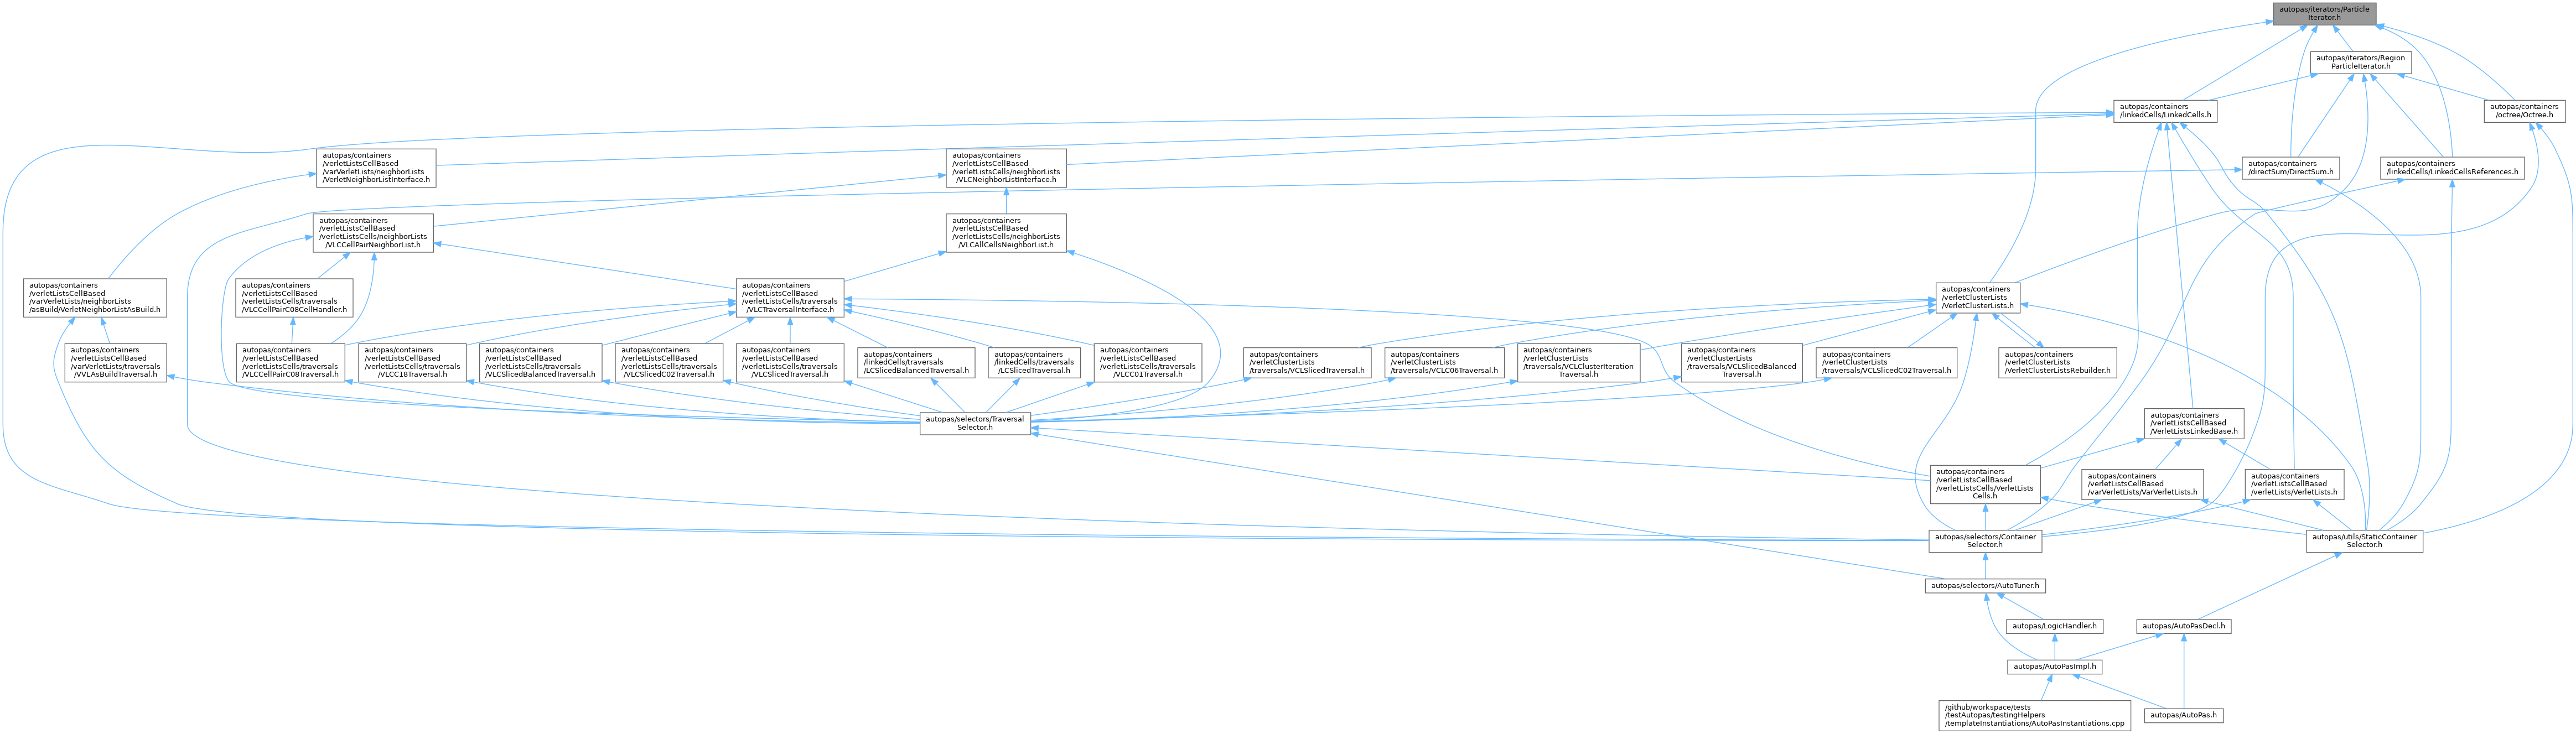 autopas/iterators/Particle
Iterator.h
autopas/iterators/Region
ParticleIterator.h
autopas/containers
/linkedCells/LinkedCells.h
autopas/containers
/octree/Octree.h
autopas/containers
/verletListsCellBased
/varVerletLists/neighborLists
/VerletNeighborListInterface.h
autopas/containers
/verletListsCellBased
/verletListsCells/neighborLists
/VLCNeighborListInterface.h
autopas/containers
/directSum/DirectSum.h
autopas/containers
/linkedCells/LinkedCellsReferences.h
autopas/containers
/verletListsCellBased
/verletListsCells/neighborLists
/VLCCellPairNeighborList.h
autopas/containers
/verletListsCellBased
/verletListsCells/neighborLists
/VLCAllCellsNeighborList.h
autopas/containers
/verletListsCellBased
/varVerletLists/neighborLists
/asBuild/VerletNeighborListAsBuild.h
autopas/containers
/verletListsCellBased
/verletListsCells/traversals
/VLCCellPairC08CellHandler.h
autopas/containers
/verletListsCellBased
/verletListsCells/traversals
/VLCTraversalInterface.h
autopas/containers
/verletClusterLists
/VerletClusterLists.h
autopas/containers
/verletListsCellBased
/varVerletLists/traversals
/VVLAsBuildTraversal.h
autopas/containers
/verletListsCellBased
/verletListsCells/traversals
/VLCCellPairC08Traversal.h
autopas/containers
/verletListsCellBased
/verletListsCells/traversals
/VLCC18Traversal.h
autopas/containers
/verletListsCellBased
/verletListsCells/traversals
/VLCSlicedBalancedTraversal.h
autopas/containers
/verletListsCellBased
/verletListsCells/traversals
/VLCSlicedC02Traversal.h
autopas/containers
/verletListsCellBased
/verletListsCells/traversals
/VLCSlicedTraversal.h
autopas/containers
/linkedCells/traversals
/LCSlicedBalancedTraversal.h
autopas/containers
/linkedCells/traversals
/LCSlicedTraversal.h
autopas/containers
/verletListsCellBased
/verletListsCells/traversals
/VLCC01Traversal.h
autopas/containers
/verletClusterLists
/traversals/VCLSlicedTraversal.h
autopas/containers
/verletClusterLists
/traversals/VCLC06Traversal.h
autopas/containers
/verletClusterLists
/traversals/VCLClusterIteration
Traversal.h
autopas/containers
/verletClusterLists
/traversals/VCLSlicedBalanced
Traversal.h
autopas/containers
/verletClusterLists
/traversals/VCLSlicedC02Traversal.h
autopas/containers
/verletClusterLists
/VerletClusterListsRebuilder.h
autopas/selectors/Traversal
Selector.h
autopas/containers
/verletListsCellBased
/VerletListsLinkedBase.h
autopas/containers
/verletListsCellBased
/verletListsCells/VerletLists
Cells.h
autopas/containers
/verletListsCellBased
/varVerletLists/VarVerletLists.h
autopas/containers
/verletListsCellBased
/verletLists/VerletLists.h
autopas/selectors/Container
Selector.h
autopas/utils/StaticContainer
Selector.h
autopas/selectors/AutoTuner.h
autopas/LogicHandler.h
autopas/AutoPasDecl.h
autopas/AutoPasImpl.h
/github/workspace/tests
/testAutopas/testingHelpers
/templateInstantiations/AutoPasInstantiations.cpp
autopas/AutoPas.h